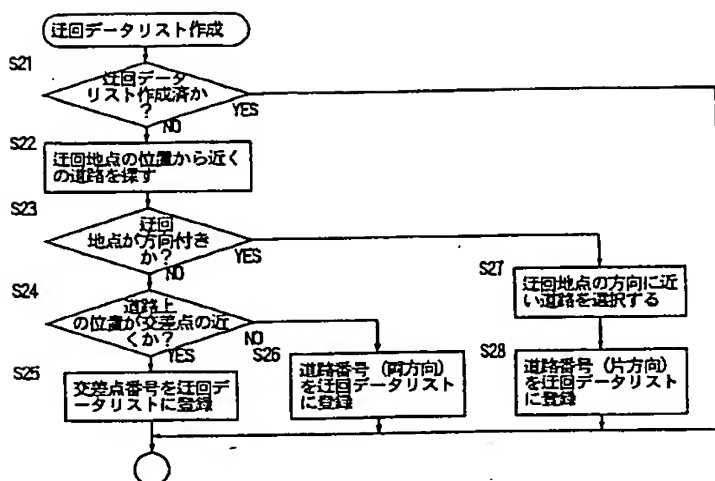 迂回データリスト作成
S21
迂回データ
リスト作成済か
?
YES
NO
S22
迂回地点の位置から近く
の道路を探す
S23
迂回
地点が方向付き
か?
YES
NO
S24
道路上
の位置が交差点の近
くか?
NO
YES
S25
交差点番号を迂回デ
ータリストに登録
S26
道路番号(両方向)
を迂回データリスト
に登録
S27
迂回地点の方向に近
い道路を選択する
S28
道路番号(片方向)
を迂回データリスト
に登録